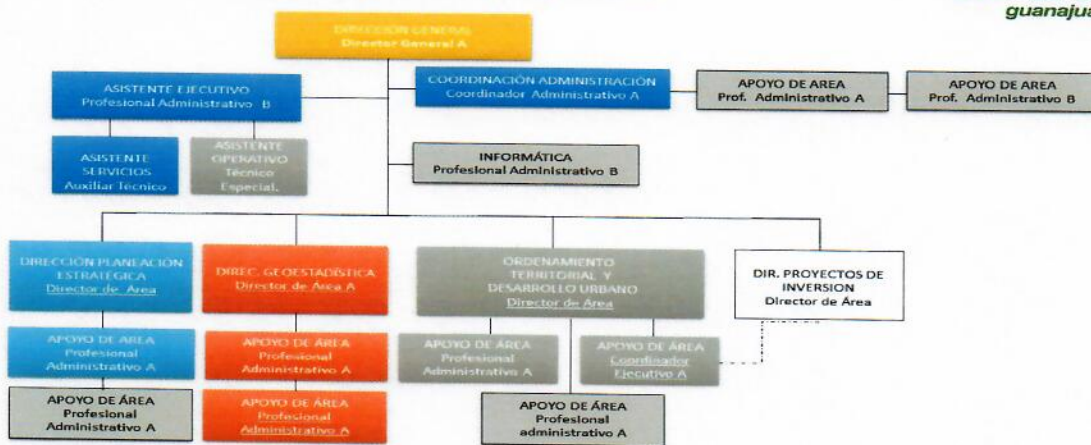 guanajua
DIRECCIÓN GENERAL
Director General A
ASISTENTE EJECUTIVO
Profesional Administrativo B
COORDINACIÓN ADMINISTRACIÓN
Coordinador Administrativo A
APOYO DE AREA
Prof. Administrativo A
APOYO DE AREA
Prof. Administrativo B
ASISTENTE
SERVICIOS
Auxiliar Técnico
ASISTENTE
OPERATIVO
Técnico
Especial.
INFORMÁTICA
Profesional Administrativo B
DIRECCIÓN PLANEACIÓN
ESTRATÉGICA
Director de Área
DIREC. GEOESTADÍSTICA
Director de Área A
ORDENAMIENTO
TERRITORIAL Y
DESARROLLO URBANO
Director de Área
DIR. PROYECTOS DE
INVERSION
Director de Área
APOYO DE ÁREA
Profesional
Administrativo A
APOYO DE ÁREA
Profesional
Administrativo A
APOYO DE ÁREA
Profesional
Administrativo A
APOYO DE ÁREA
Coordinador
Ejecutivo A
APOYO DE ÁREA
Profesional
Administrativo A
APOYO DE ÁREA
Profesional
Administrativo A
APOYO DE ÁREA
Profesional
administrativo A